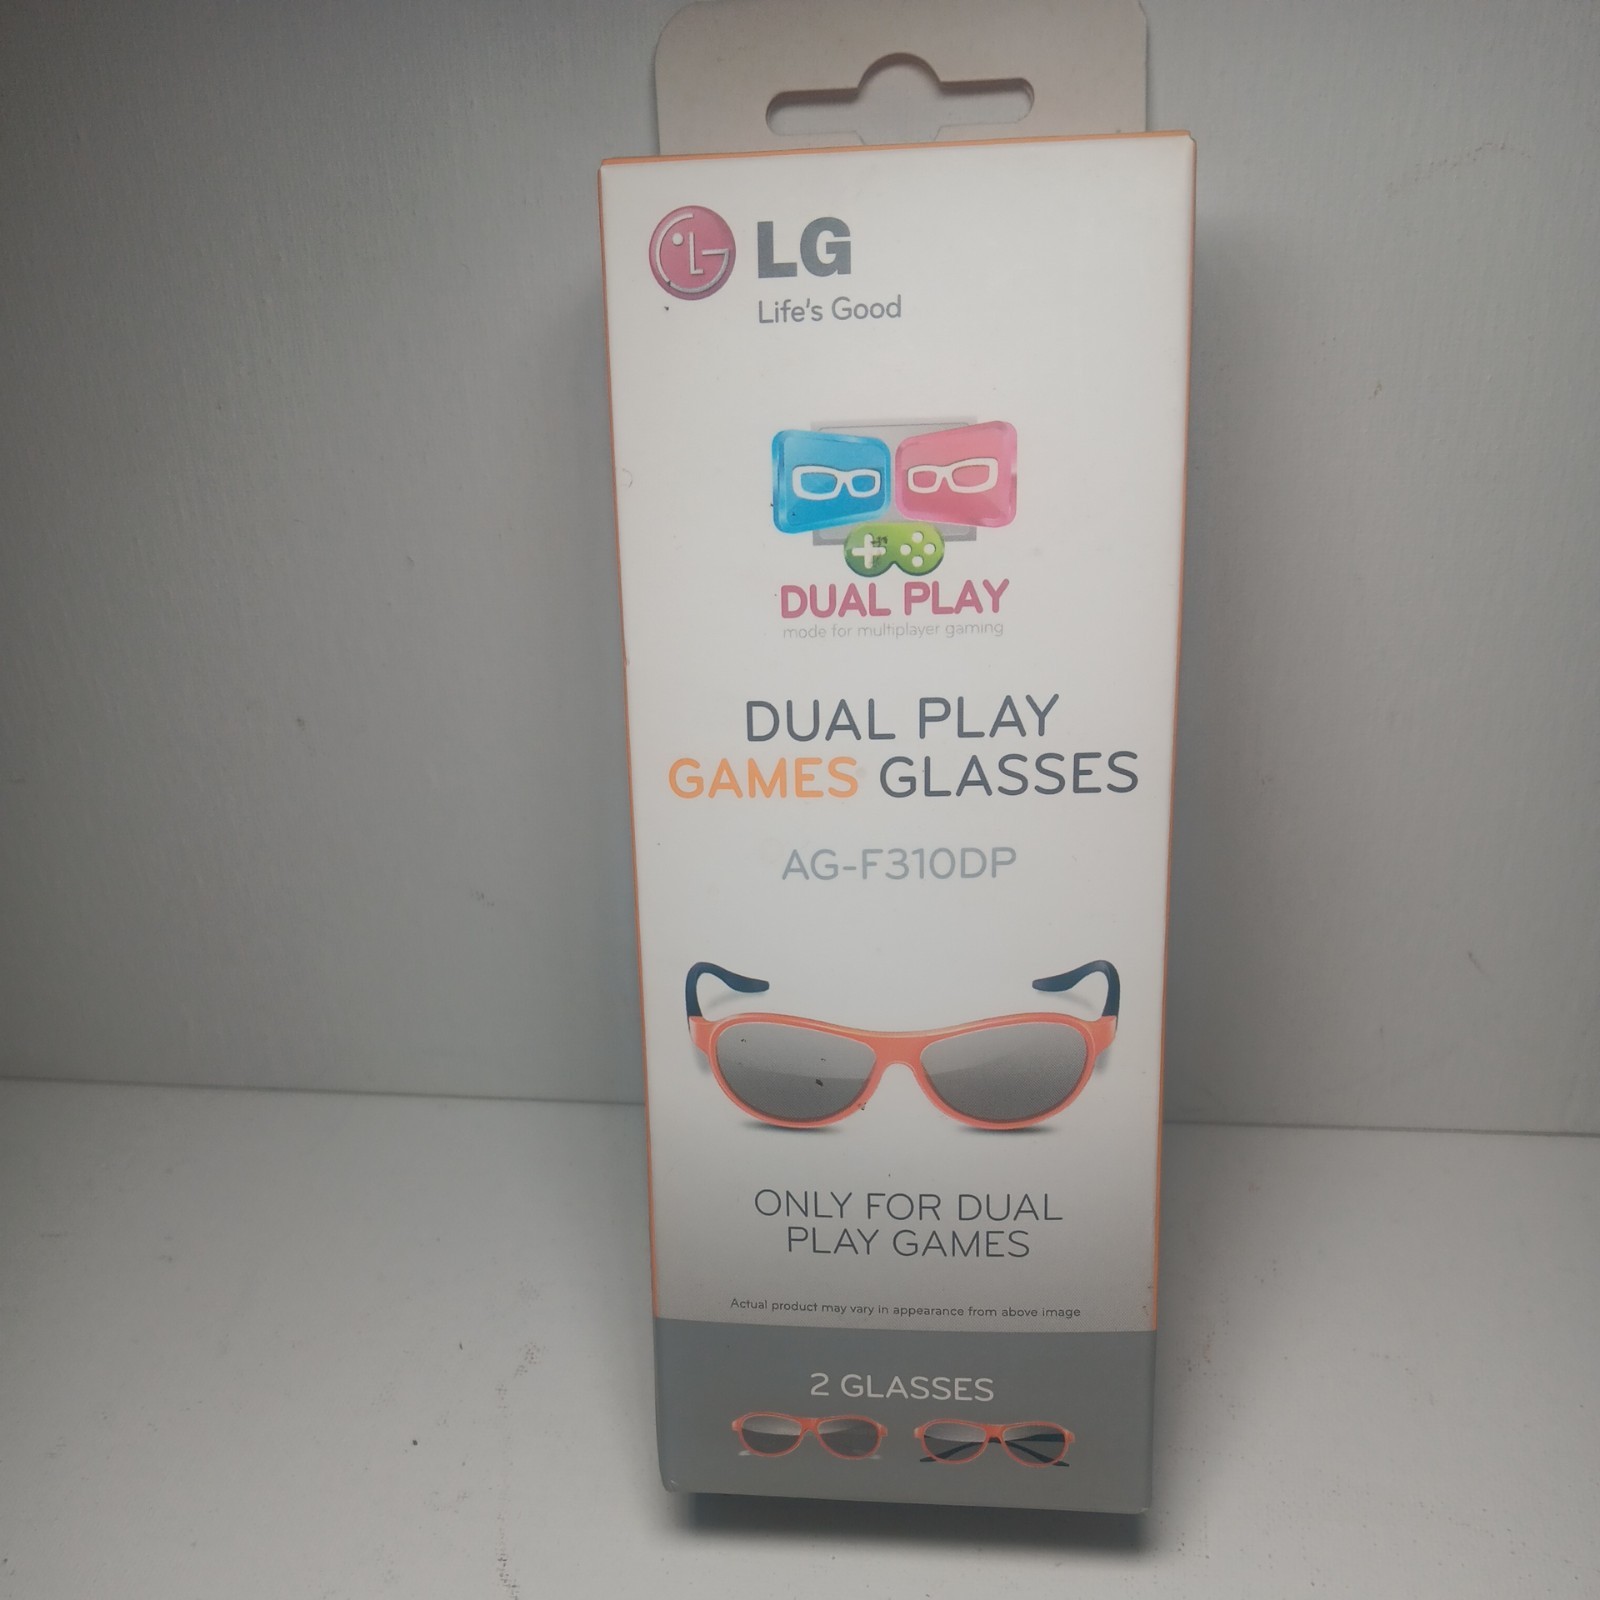 LG
Life's Good
DUAL PLAY
mode for multiplayer gaming
DUAL PLAY
GAMES GLASSES
AG-F310DP
ONLY FOR DUAL
PLAY GAMES
Actual product may vary in appearance from above image
2 GLASSES